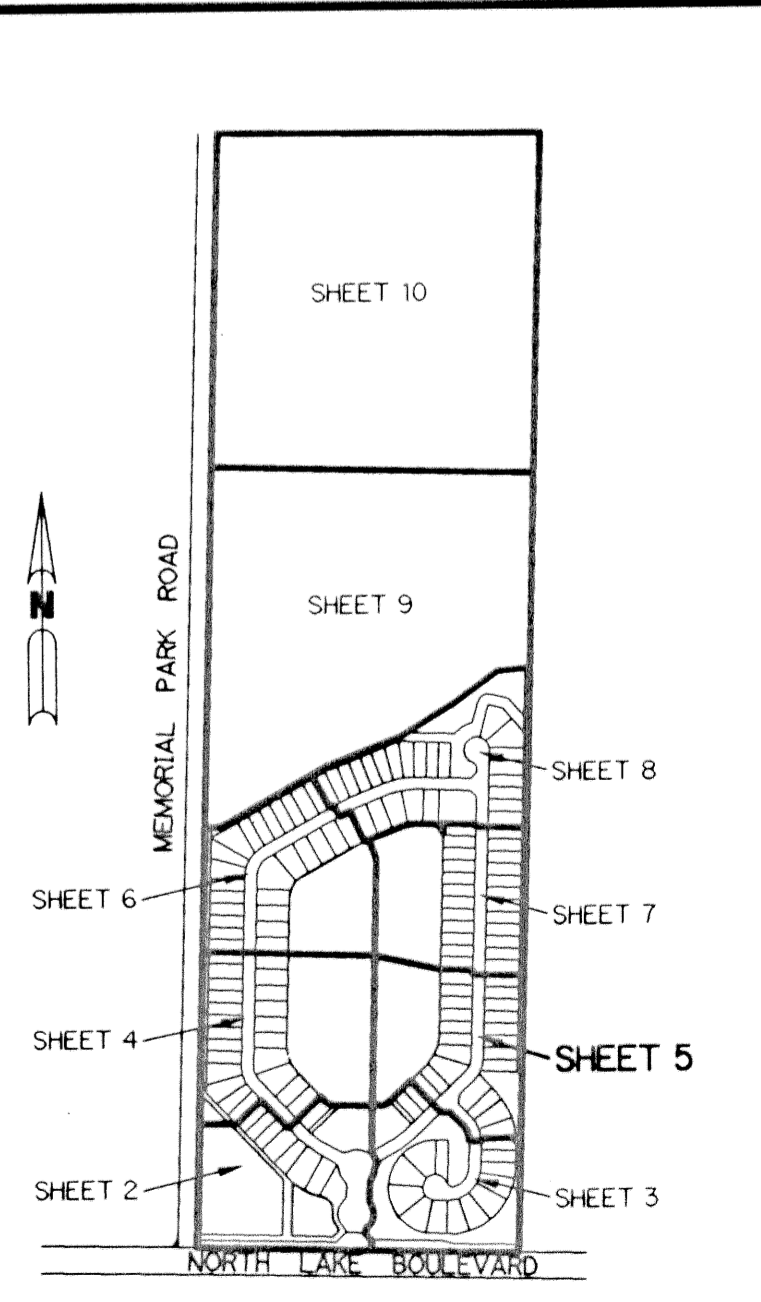 SHEET 10
N
MEMORIAL PARK ROAD
SHEET 9
SHEET 8
SHEET 6
SHEET 7
SHEET 4
SHEET 5
SHEET 2
SHEET 3
NORTH LAKE BOULEVARD